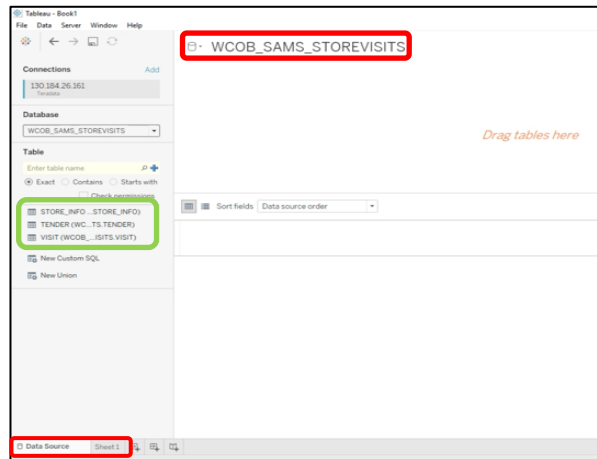 Tableau - Book1
File Data Server Window Help
WCOB_SAMS_STOREVISITS
Connections Add
130.184.26.161
Teradata
Database
WCOB_SAMS_STOREVISITS
Drag tables here
Table
Enter table name
Exact Contains Starts with
Check permissions
STORE_INFO ...STORE_INFO)
Sort fields Data source order
TENDER (WC...TS.TENDER)
VISIT (WCOB_...ISITS.VISIT)
New Custom SQL
New Union
Data Source Sheet 1